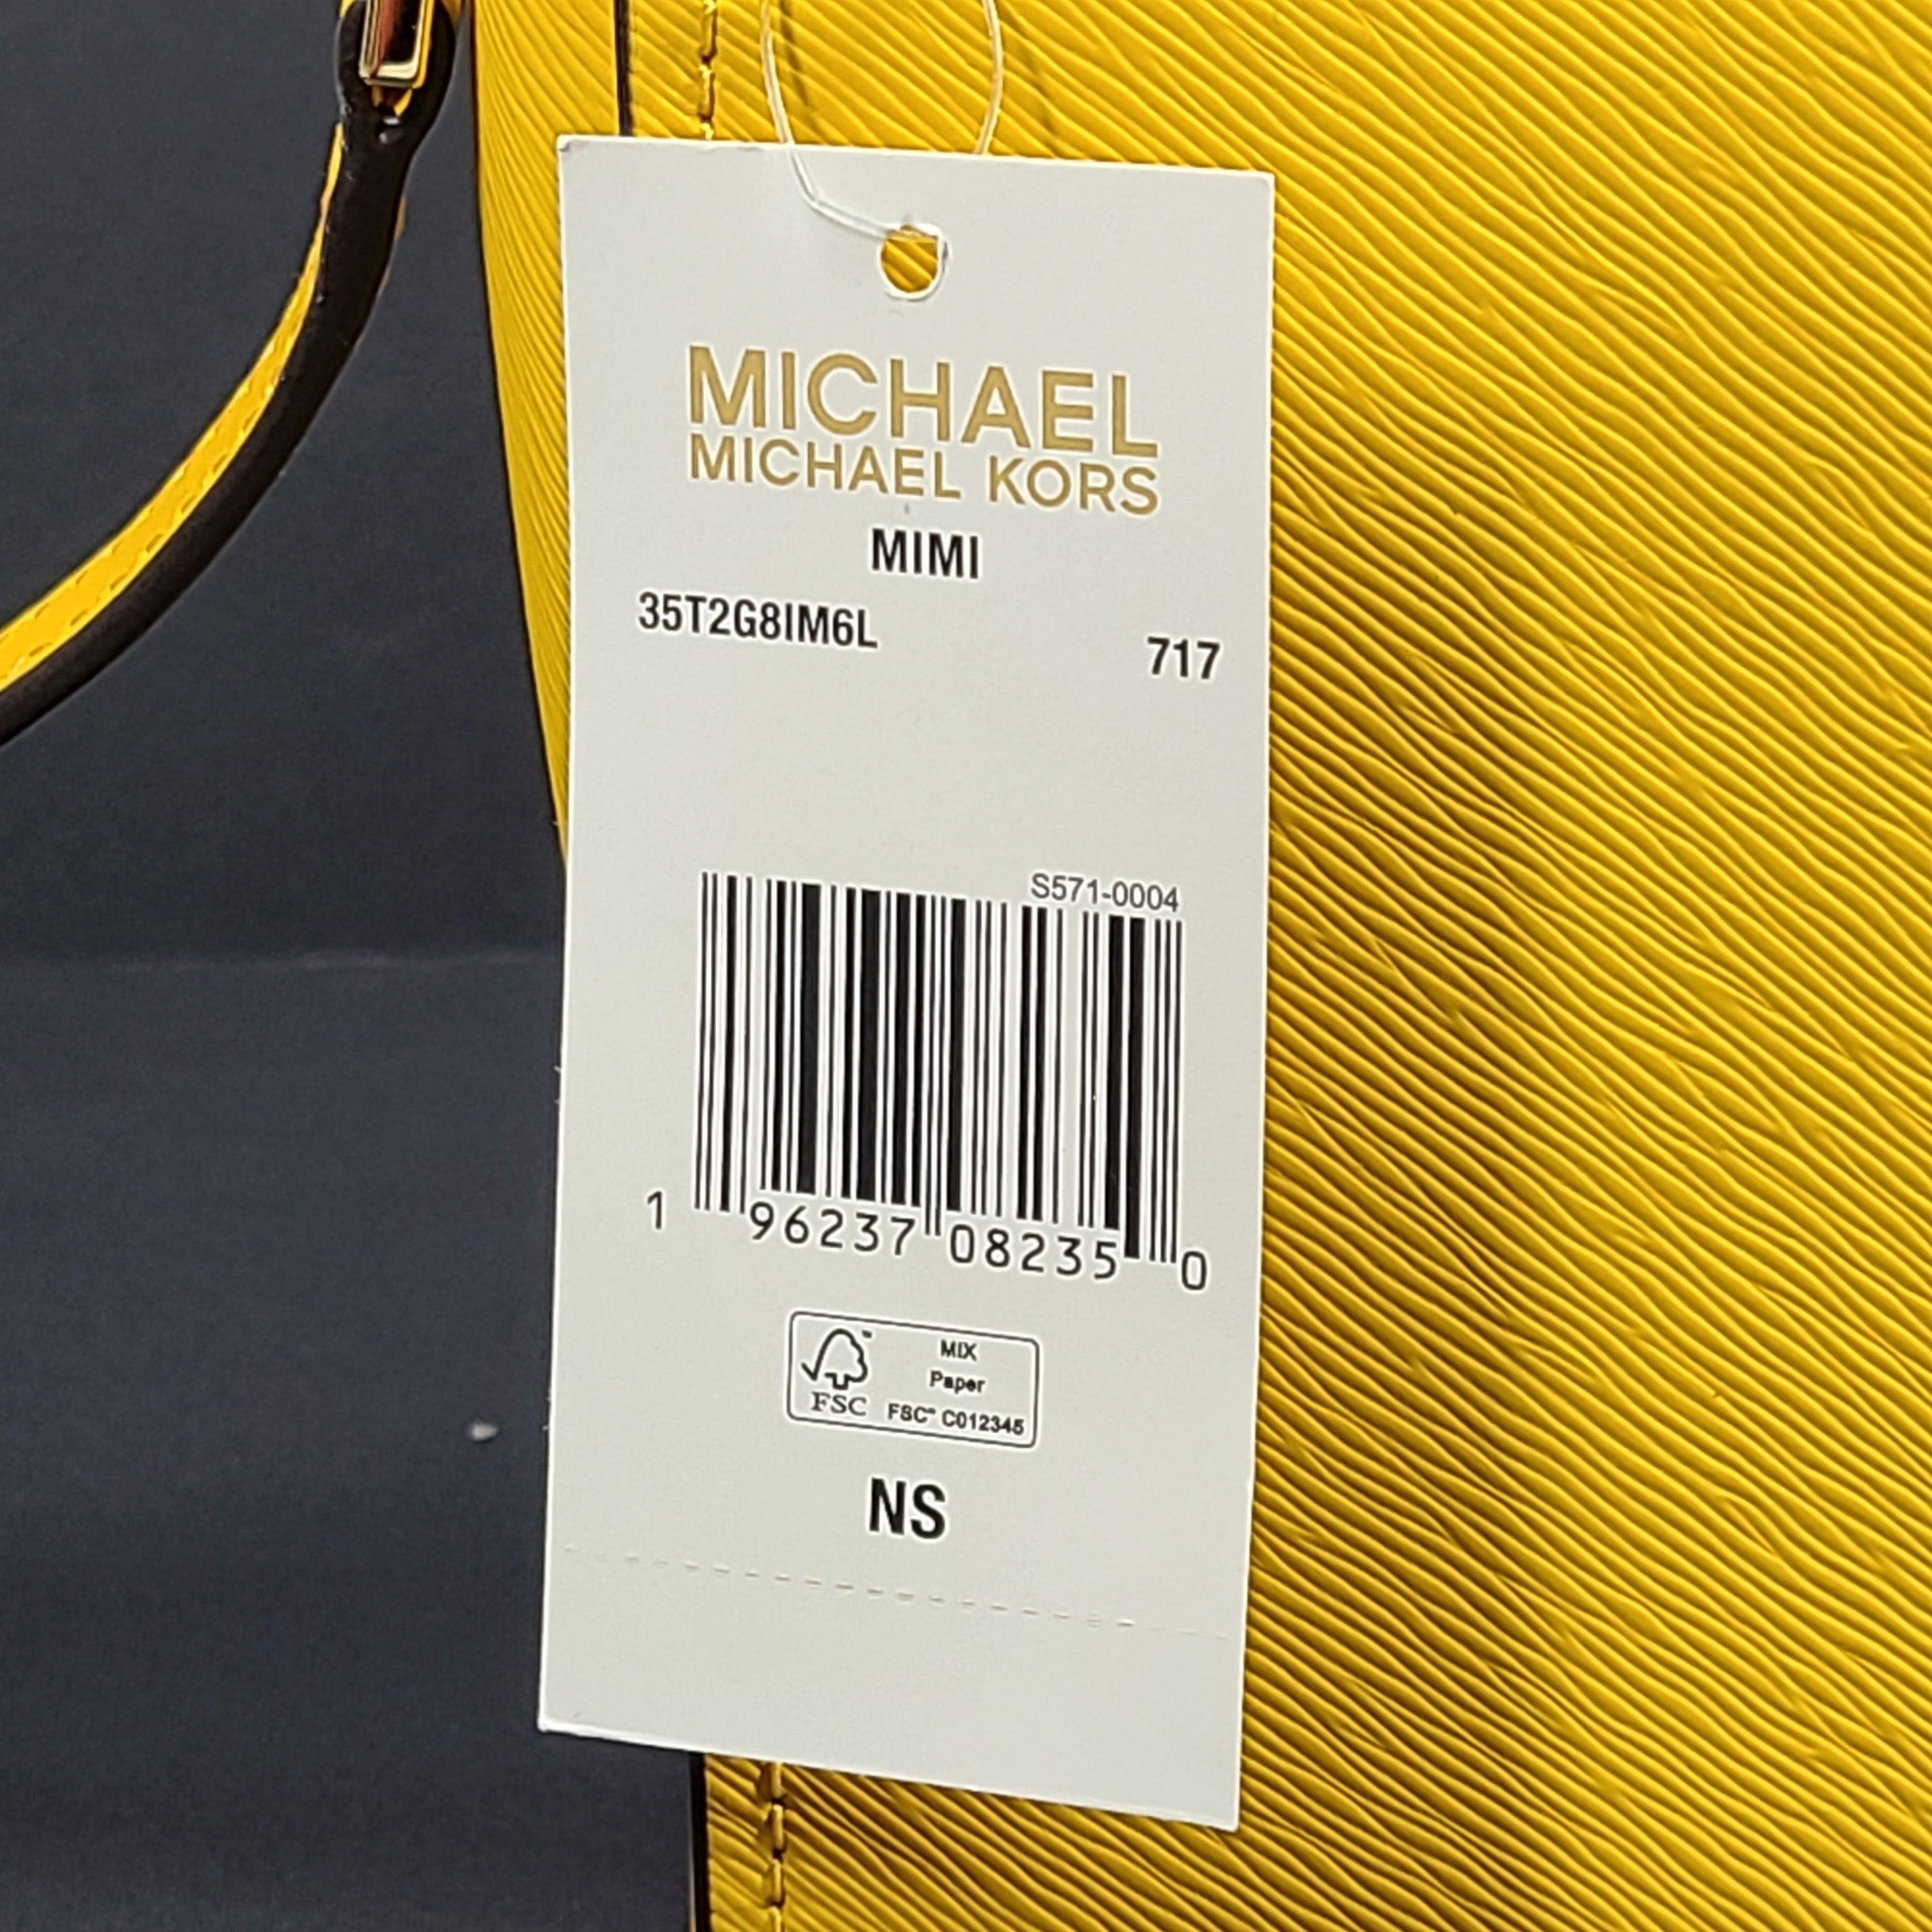 MICHAEL
MICHAEL KORS
MIMI
35T2G8IM6L 717
S571-0004
1 96237 08235 0
FSC
MIX
Paper
FSC® C012345
NS